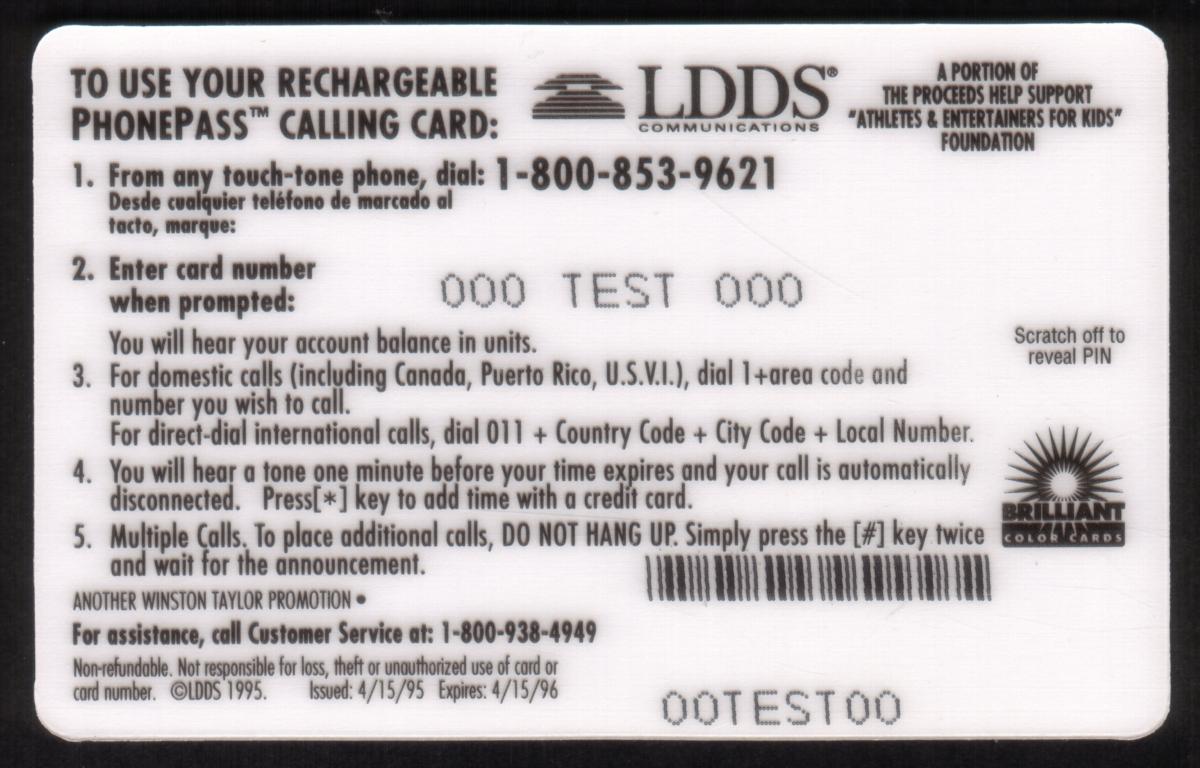 TO USE YOUR RECHARGEABLE
PHONEPASS™ CALLING CARD:
LDDS®
COMMUNICATIONS
A PORTION OF
THE PROCEEDS HELP SUPPORT
"ATHLETES & ENTERTAINERS FOR KIDS"
FOUNDATION
1. From any touch-tone phone, dial: 1-800-853-9621
Desde cualquier teléfono de marcado al
tacto, marque:
2. Enter card number
when prompted:
000 TEST 000
You will hear your account balance in units.
Scratch off to
reveal PIN
3. For domestic calls (including Canada, Puerto Rico, U.S.V.I.), dial 1+area code and
number you wish to call.
For direct-dial international calls, dial 011 + Country Code + City Code + Local Number.
4. You will hear a tone one minute before your time expires and your call is automatically
disconnected. Press[*] key to add time with a credit card.
BRILLIANT
COLOR CARDS
5. Multiple Calls. To place additional calls, DO NOT HANG UP. Simply press the [#] key twice
and wait for the announcement.
ANOTHER WINSTON TAYLOR PROMOTION •
For assistance, call Customer Service at: 1-800-938-4949
Non-refundable. Not responsible for loss, theft or unauthorized use of card or
card number. ©LDDS 1995. Issued: 4/15/95 Expires: 4/15/96
00TEST00